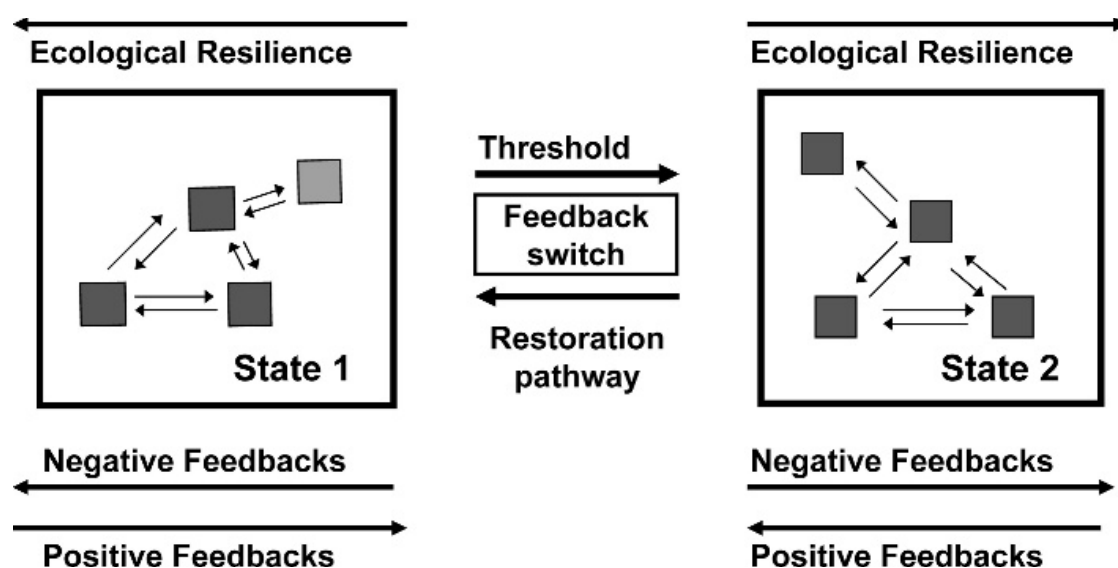 Ecological Resilience
State 1
Negative Feedbacks
Positive Feedbacks
Threshold
Feedback
switch
Restoration
pathway
Ecological Resilience
State 2
Negative Feedbacks
Positive Feedbacks